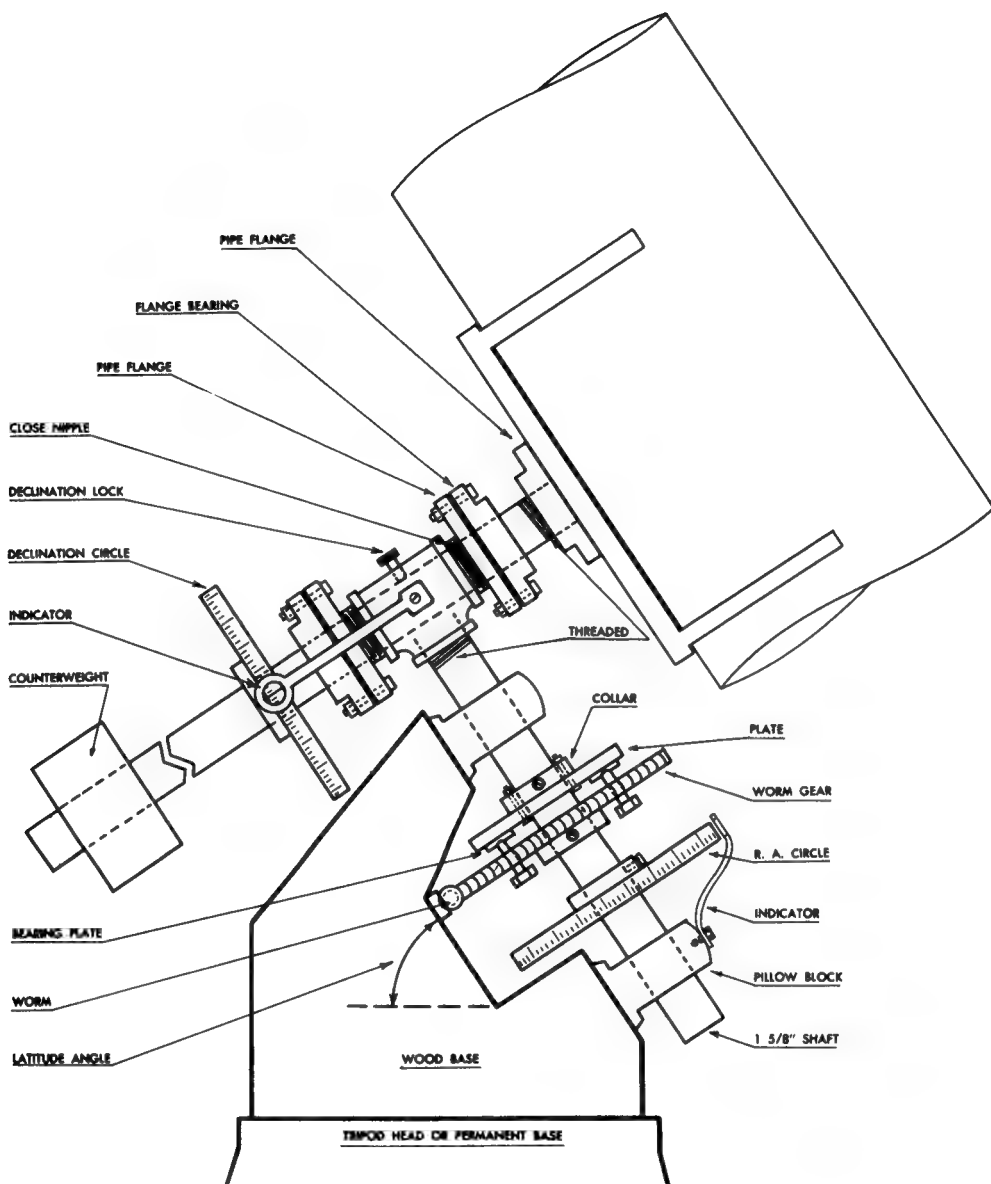 PIPE FLANGE
FLANGE BEARING
PIPE FLANGE
CLOSE NIPPLE
DECLINATION LOCK
DECLINATION CIRCLE
INDICATOR
COUNTERWEIGHT
THREADED
COLLAR
PLATE
WORM GEAR
R. A. CIRCLE
INDICATOR
BEARING PLATE
PILLOW BLOCK
WORM
1 5/8" SHAFT
LATITUDE ANGLE
WOOD BASE
TRIPOD HEAD OR PERMANENT BASE